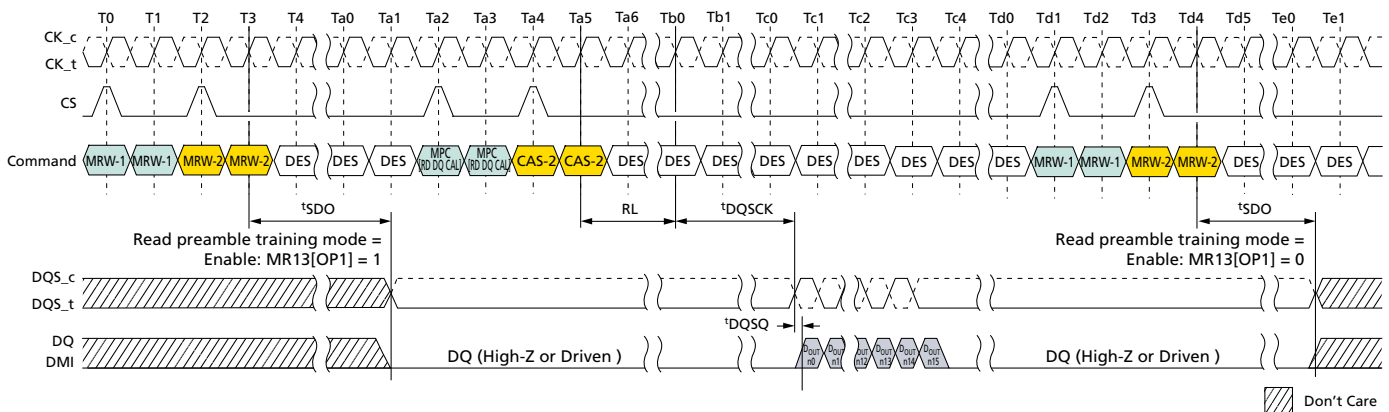 T0 T1 T2 T3 T4 Ta0 Ta1 Ta2 Ta3 Ta4 Ta5 Ta6 Tb0 Tb1 Tc0 Tc1 Tc2 Tc3 Tc4 Td0 Td1 Td2 Td3 Td4 Td5 Te0 Te1
CK_c
CK_t
CS
Command MRW-1 MRW-1 MRW-2 MRW-2 DES DES DES MPC [RD DQ CAL] MPC [RD DQ CAL] CAS-2 CAS-2 DES DES DES DES DES DES DES DES DES MRW-1 MRW-1 MRW-2 MRW-2 DES DES DES
tSDO RL tDQSCK tSDO
Read preamble training mode =
Enable: MR13[OP1] = 1
Read preamble training mode =
Enable: MR13[OP1] = 0
DQS_c
DQS_t
tDQSQ
DQ
DMI
DQ (High-Z or Driven )
DOUT n0 DOUT n1 OUT n12 DOUT n13 DOUT n14 DOUT n15
DQ (High-Z or Driven )
Don't Care